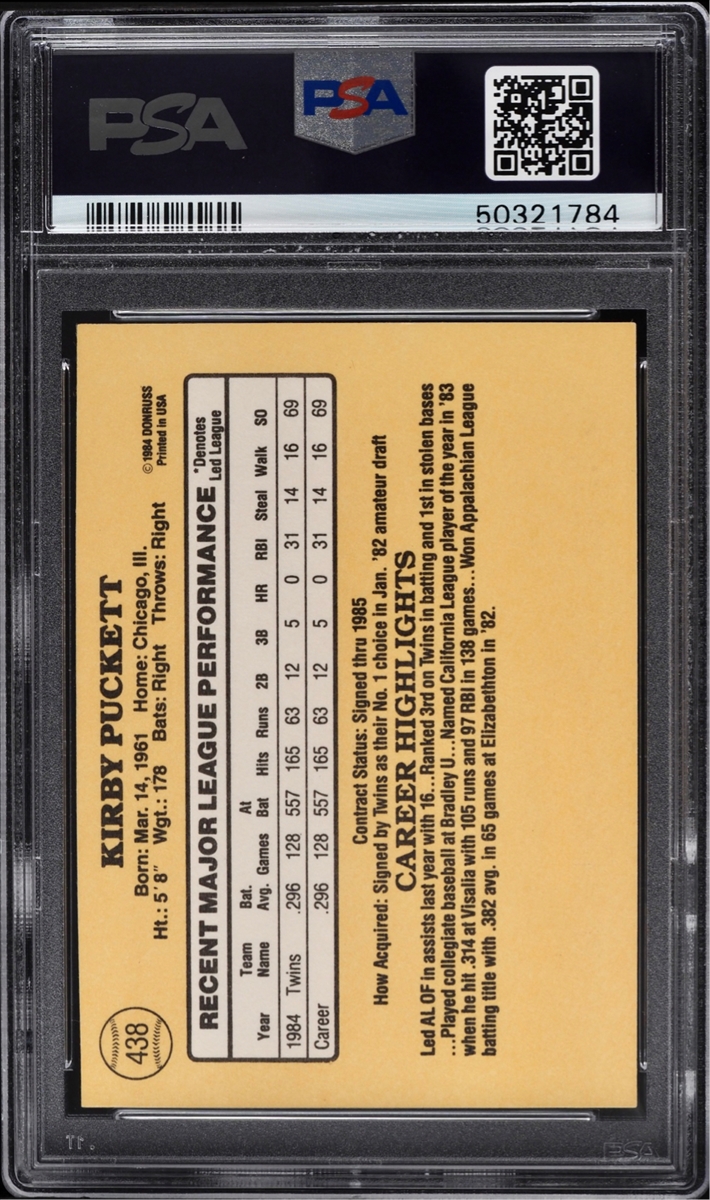 PSA
PSA
50321784
438
KIRBY PUCKETT
Born: Mar. 14, 1961 Home: Chicago, Ill.
Ht.: 5'8" Wgt.: 178 Bats: Right Throws: Right
© 1984 DONRUSS
Printed in USA
RECENT MAJOR LEAGUE PERFORMANCE
*Denotes
Led League
Year Team Name Bat. Avg. Games At Bat Hits Runs 2B 3B HR RBI Steal Walk SO
1984 Twins .296 128 557 165 63 12 5 0 31 14 16 69
Career .296 128 557 165 63 12 5 0 31 14 16 69
Contract Status: Signed thru 1985
How Acquired: Signed by Twins as their No. 1 choice in Jan. '82 amateur draft
CAREER HIGHLIGHTS
Led AL OF in assists last year with 16...Ranked 3rd on Twins in batting and 1st in stolen bases
...Played collegiate baseball at Bradley U...Named California League player of the year in '83
when he hit .314 at Visalia with 105 runs and 97 RBI in 138 games...Won Appalachian League
batting title with .382 avg. in 65 games at Elizabethton in '82.
PSA